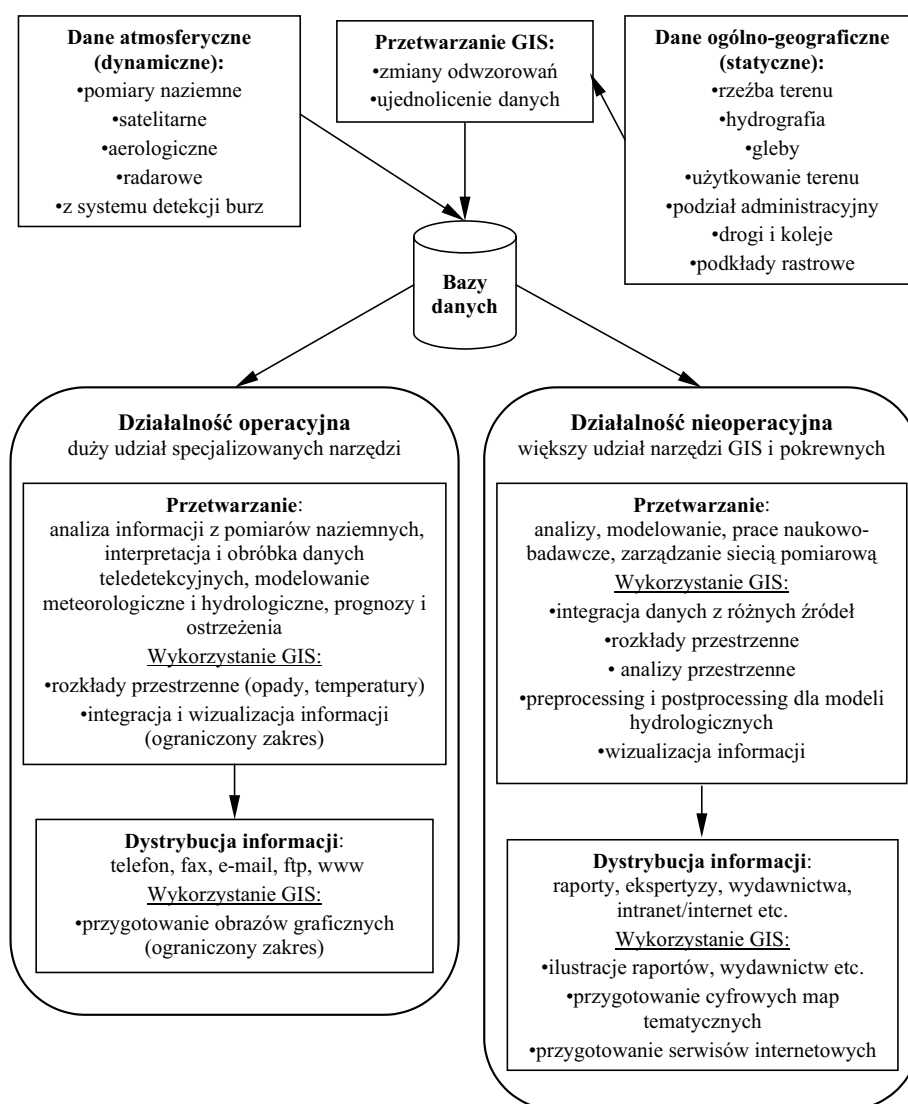 Dane atmosferyczne
(dynamiczne):
•pomiary naziemne
•satelitarne
•aerologiczne
•radarowe
•z systemu detekcji burz
Przetwarzanie GIS:
•zmiany odwzorowań
•ujednolicenie danych
Dane ogólno-geograficzne
(statyczne):
•rzeźba terenu
•hydrografia
•gleby
•użytkowanie terenu
•podział administracyjny
•drogi i koleje
•podkłady rastrowe
Bazy
danych
Działalność operacyjna
duży udział specjalizowanych narzędzi
Przetwarzanie:
analiza informacji z pomiarów naziemnych,
interpretacja i obróbka danych
teledetekcyjnych, modelowanie
meteorologiczne i hydrologiczne, prognozy i
ostrzeżenia
Wykorzystanie GIS:
•rozkłady przestrzenne (opady, temperatury)
•integracja i wizualizacja informacji
(ograniczony zakres)
Dystrybucja informacji:
telefon, fax, e-mail, ftp, www
Wykorzystanie GIS:
•przygotowanie obrazów graficznych
(ograniczony zakres)
Działalność nieoperacyjna
większy udział narzędzi GIS i pokrewnych
Przetwarzanie:
analizy, modelowanie, prace naukowo-
badawcze, zarządzanie siecią pomiarową
Wykorzystanie GIS:
•integracja danych z różnych źródeł
•rozkłady przestrzenne
• analizy przestrzenne
•preprocessing i postprocessing dla modeli
hydrologicznych
•wizualizacja informacji
Dystrybucja informacji:
raporty, ekspertyzy, wydawnictwa,
intranet/internet etc.
Wykorzystanie GIS:
•ilustracje raportów, wydawnictw etc.
•przygotowanie cyfrowych map
tematycznych
•przygotowanie serwisów internetowych